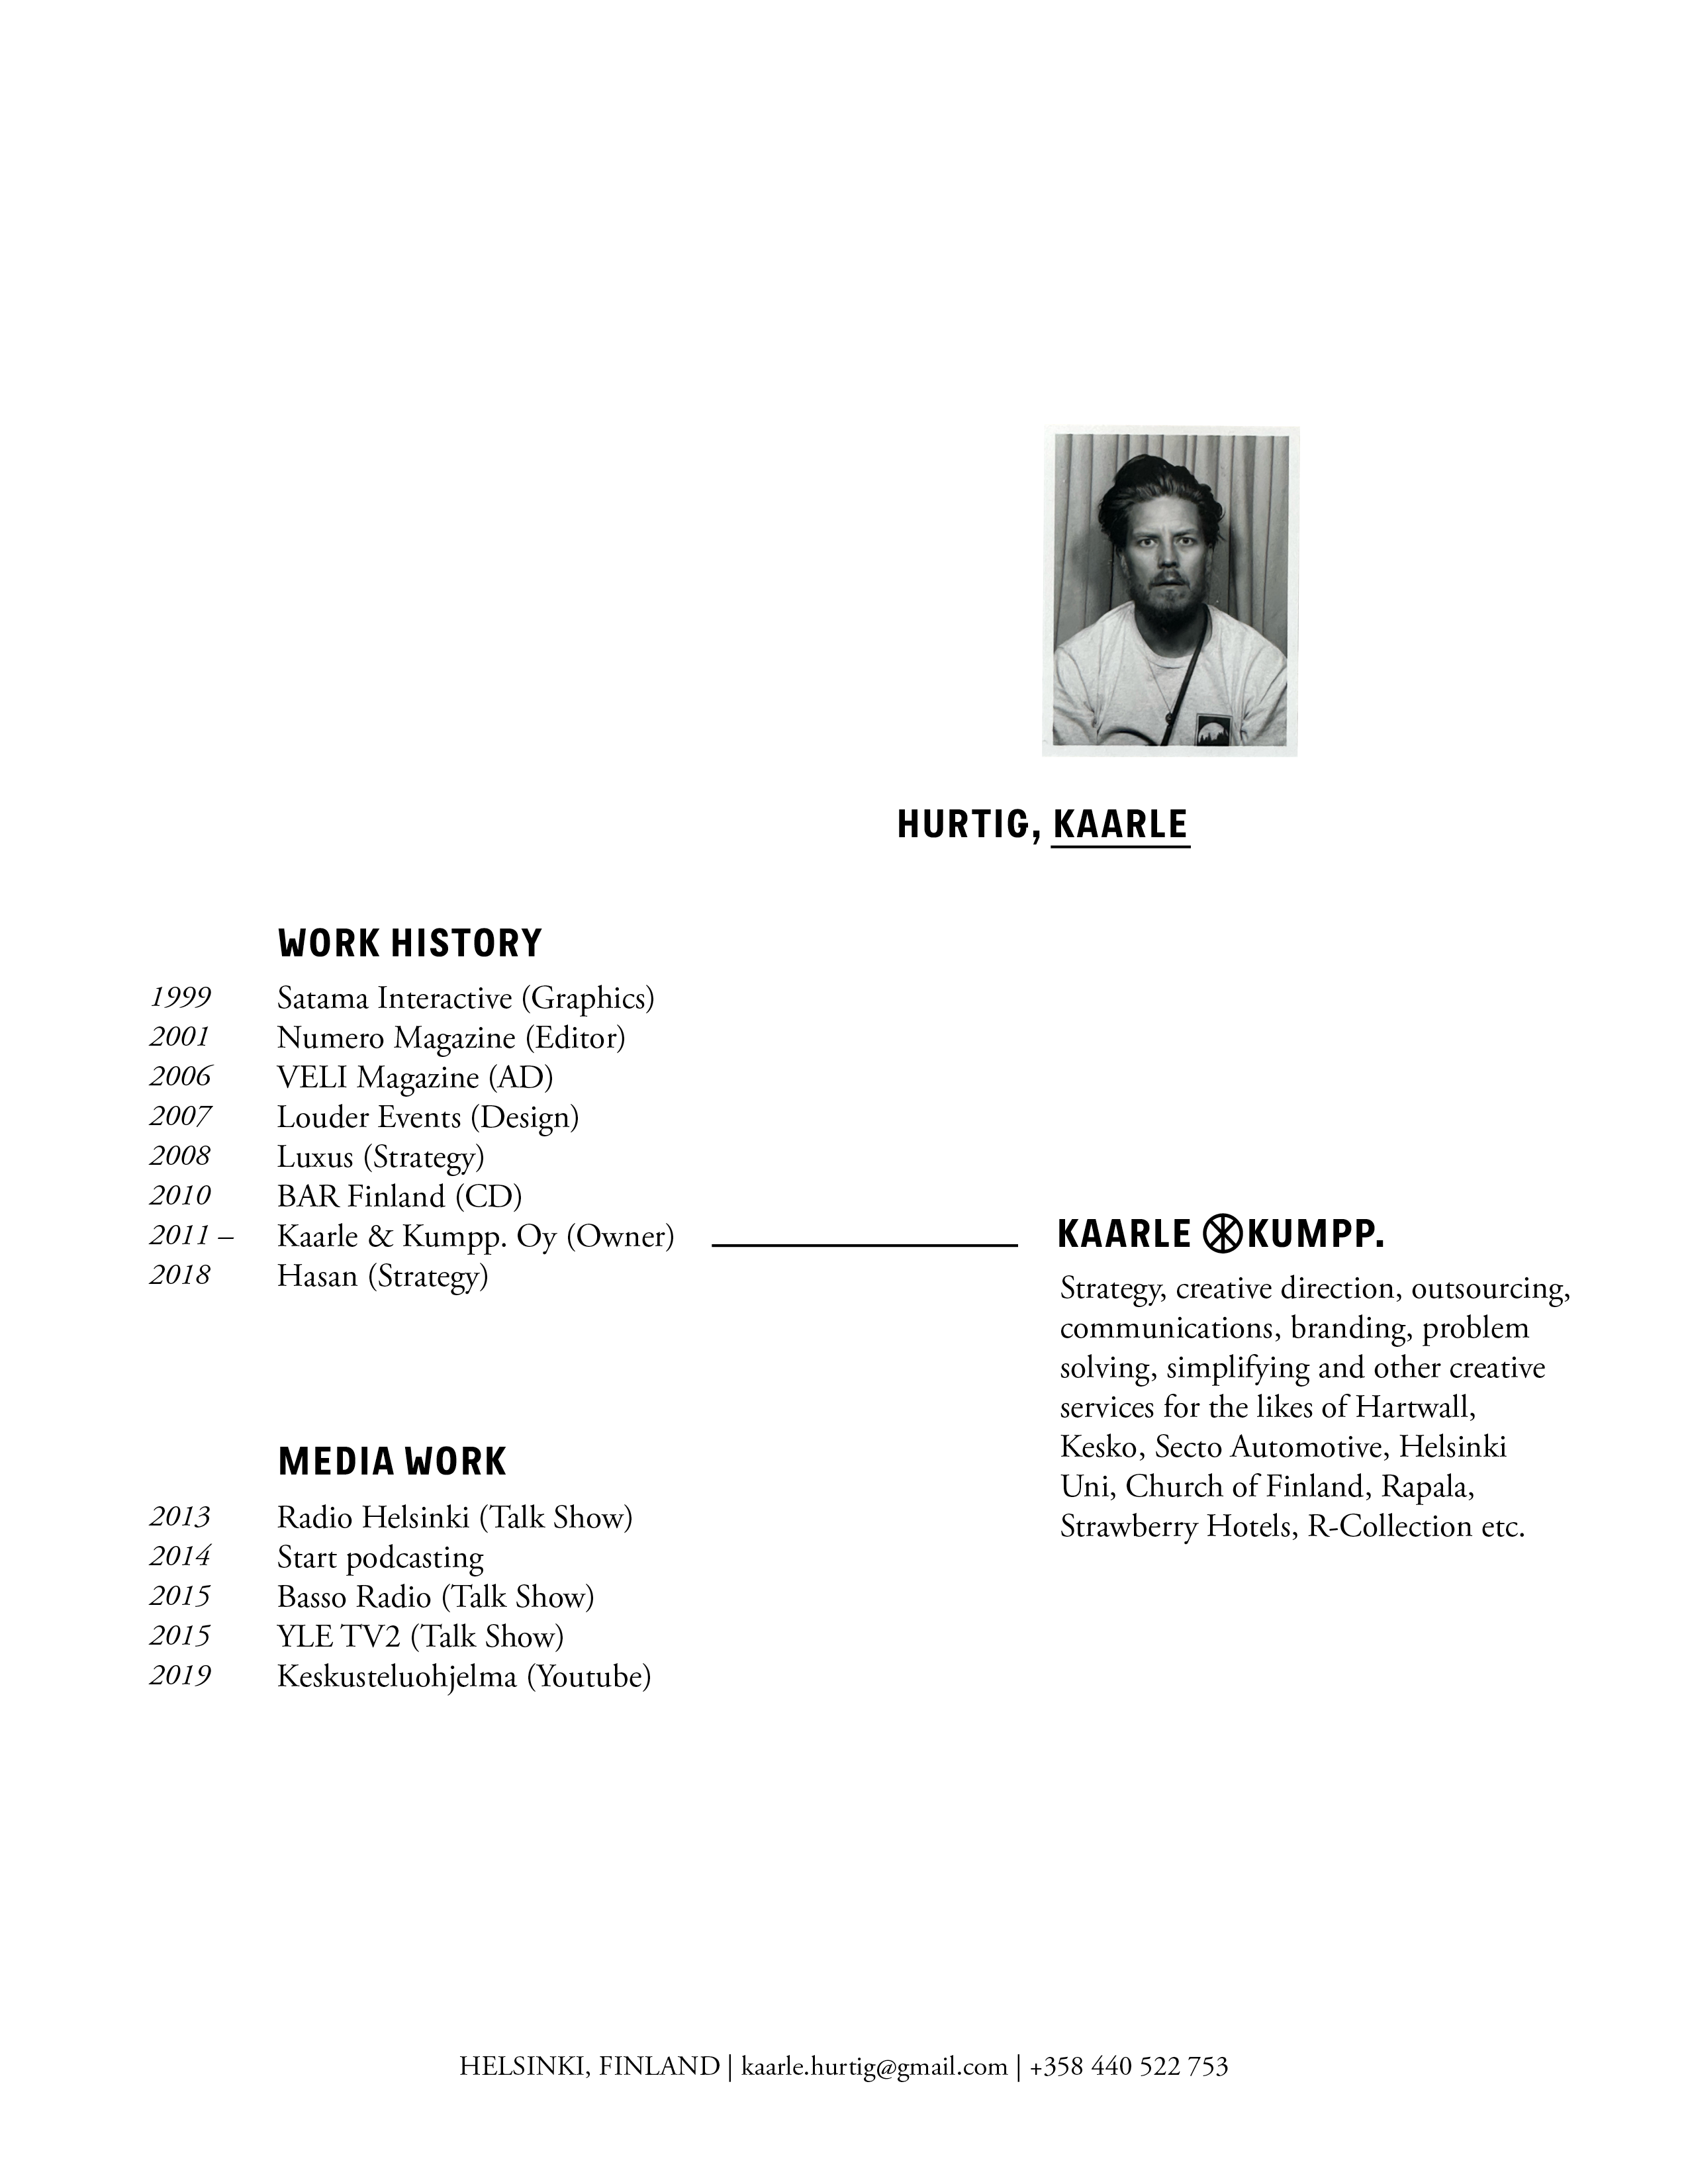 HURTIG, KAARLE
WORK HISTORY
1999 Satama Interactive (Graphics)
2001 Numero Magazine (Editor)
2006 VELI Magazine (AD)
2007 Louder Events (Design)
2008 Luxus (Strategy)
2010 BAR Finland (CD)
2011 – Kaarle & Kumpp. Oy (Owner)
2018 Hasan (Strategy)
KAARLE KUMPP.
Strategy, creative direction, outsourcing,
communications, branding, problem
solving, simplifying and other creative
services for the likes of Hartwall,
Kesko, Secto Automotive, Helsinki
Uni, Church of Finland, Rapala,
Strawberry Hotels, R-Collection etc.
MEDIA WORK
2013 Radio Helsinki (Talk Show)
2014 Start podcasting
2015 Basso Radio (Talk Show)
2015 YLE TV2 (Talk Show)
2019 Keskusteluohjelma (Youtube)
HELSINKI, FINLAND | kaarle.hurtig@gmail.com | +358 440 522 753